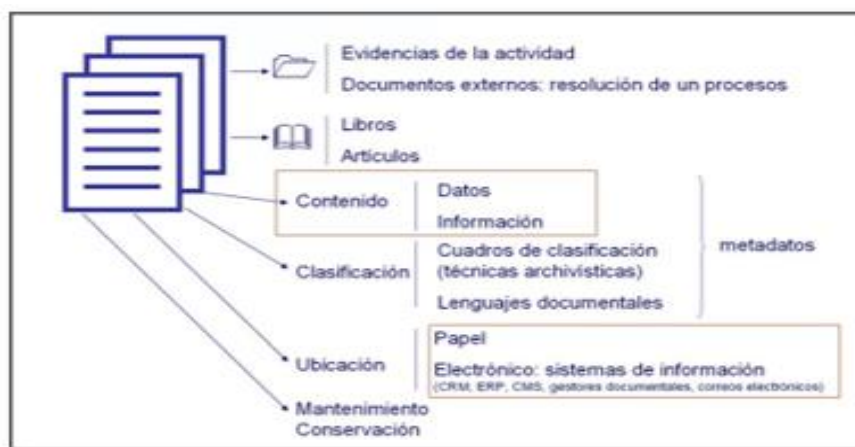 Evidencias de la actividad
Documentos externos: resolución de un procesos
Libros
Artículos
Contenido
Datos
Información
Clasificación
Cuadros de clasificación
(técnicas archivísticas)
Lenguajes documentales
metadatos
Ubicación
Papel
Electrónico: sistemas de información
(CRM, ERP, CMS, gestores documentales, correos electrónicos)
Mantenimiento
Conservación